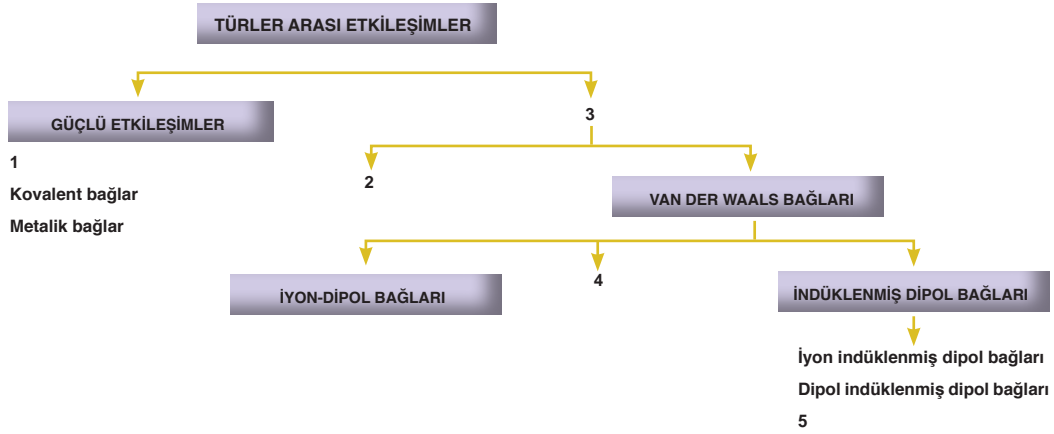 TÜRLER ARASI ETKİLEŞİMLER
GÜÇLÜ ETKİLEŞİMLER
3
1
Kovalent bağlar
Metalik bağlar
2
VAN DER WAALS BAĞLARI
İYON-DİPOL BAĞLARI
4
İNDÜKLENMİŞ DİPOL BAĞLARI
İyon indüklenmiş dipol bağları
Dipol indüklenmiş dipol bağları
5